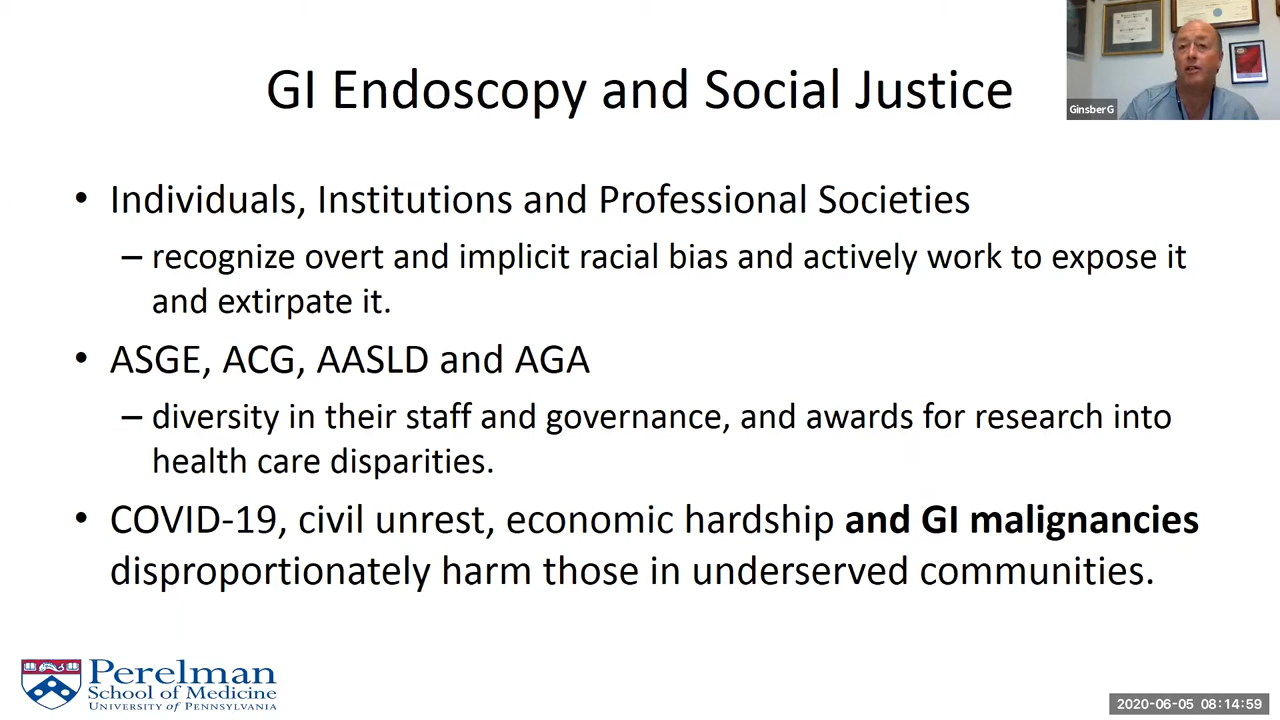 GI Endoscopy and Social Justice
GinsberG
• Individuals, Institutions and Professional Societies
– recognize overt and implicit racial bias and actively work to expose it
and extirpate it.
• ASGE, ACG, AASLD and AGA
– diversity in their staff and governance, and awards for research into
health care disparities.
• COVID-19, civil unrest, economic hardship and GI malignancies
disproportionately harm those in underserved communities.
Perelman
School of Medicine
UNIVERSITY of PENNSYLVANIA
2020-06-05 08:14:59